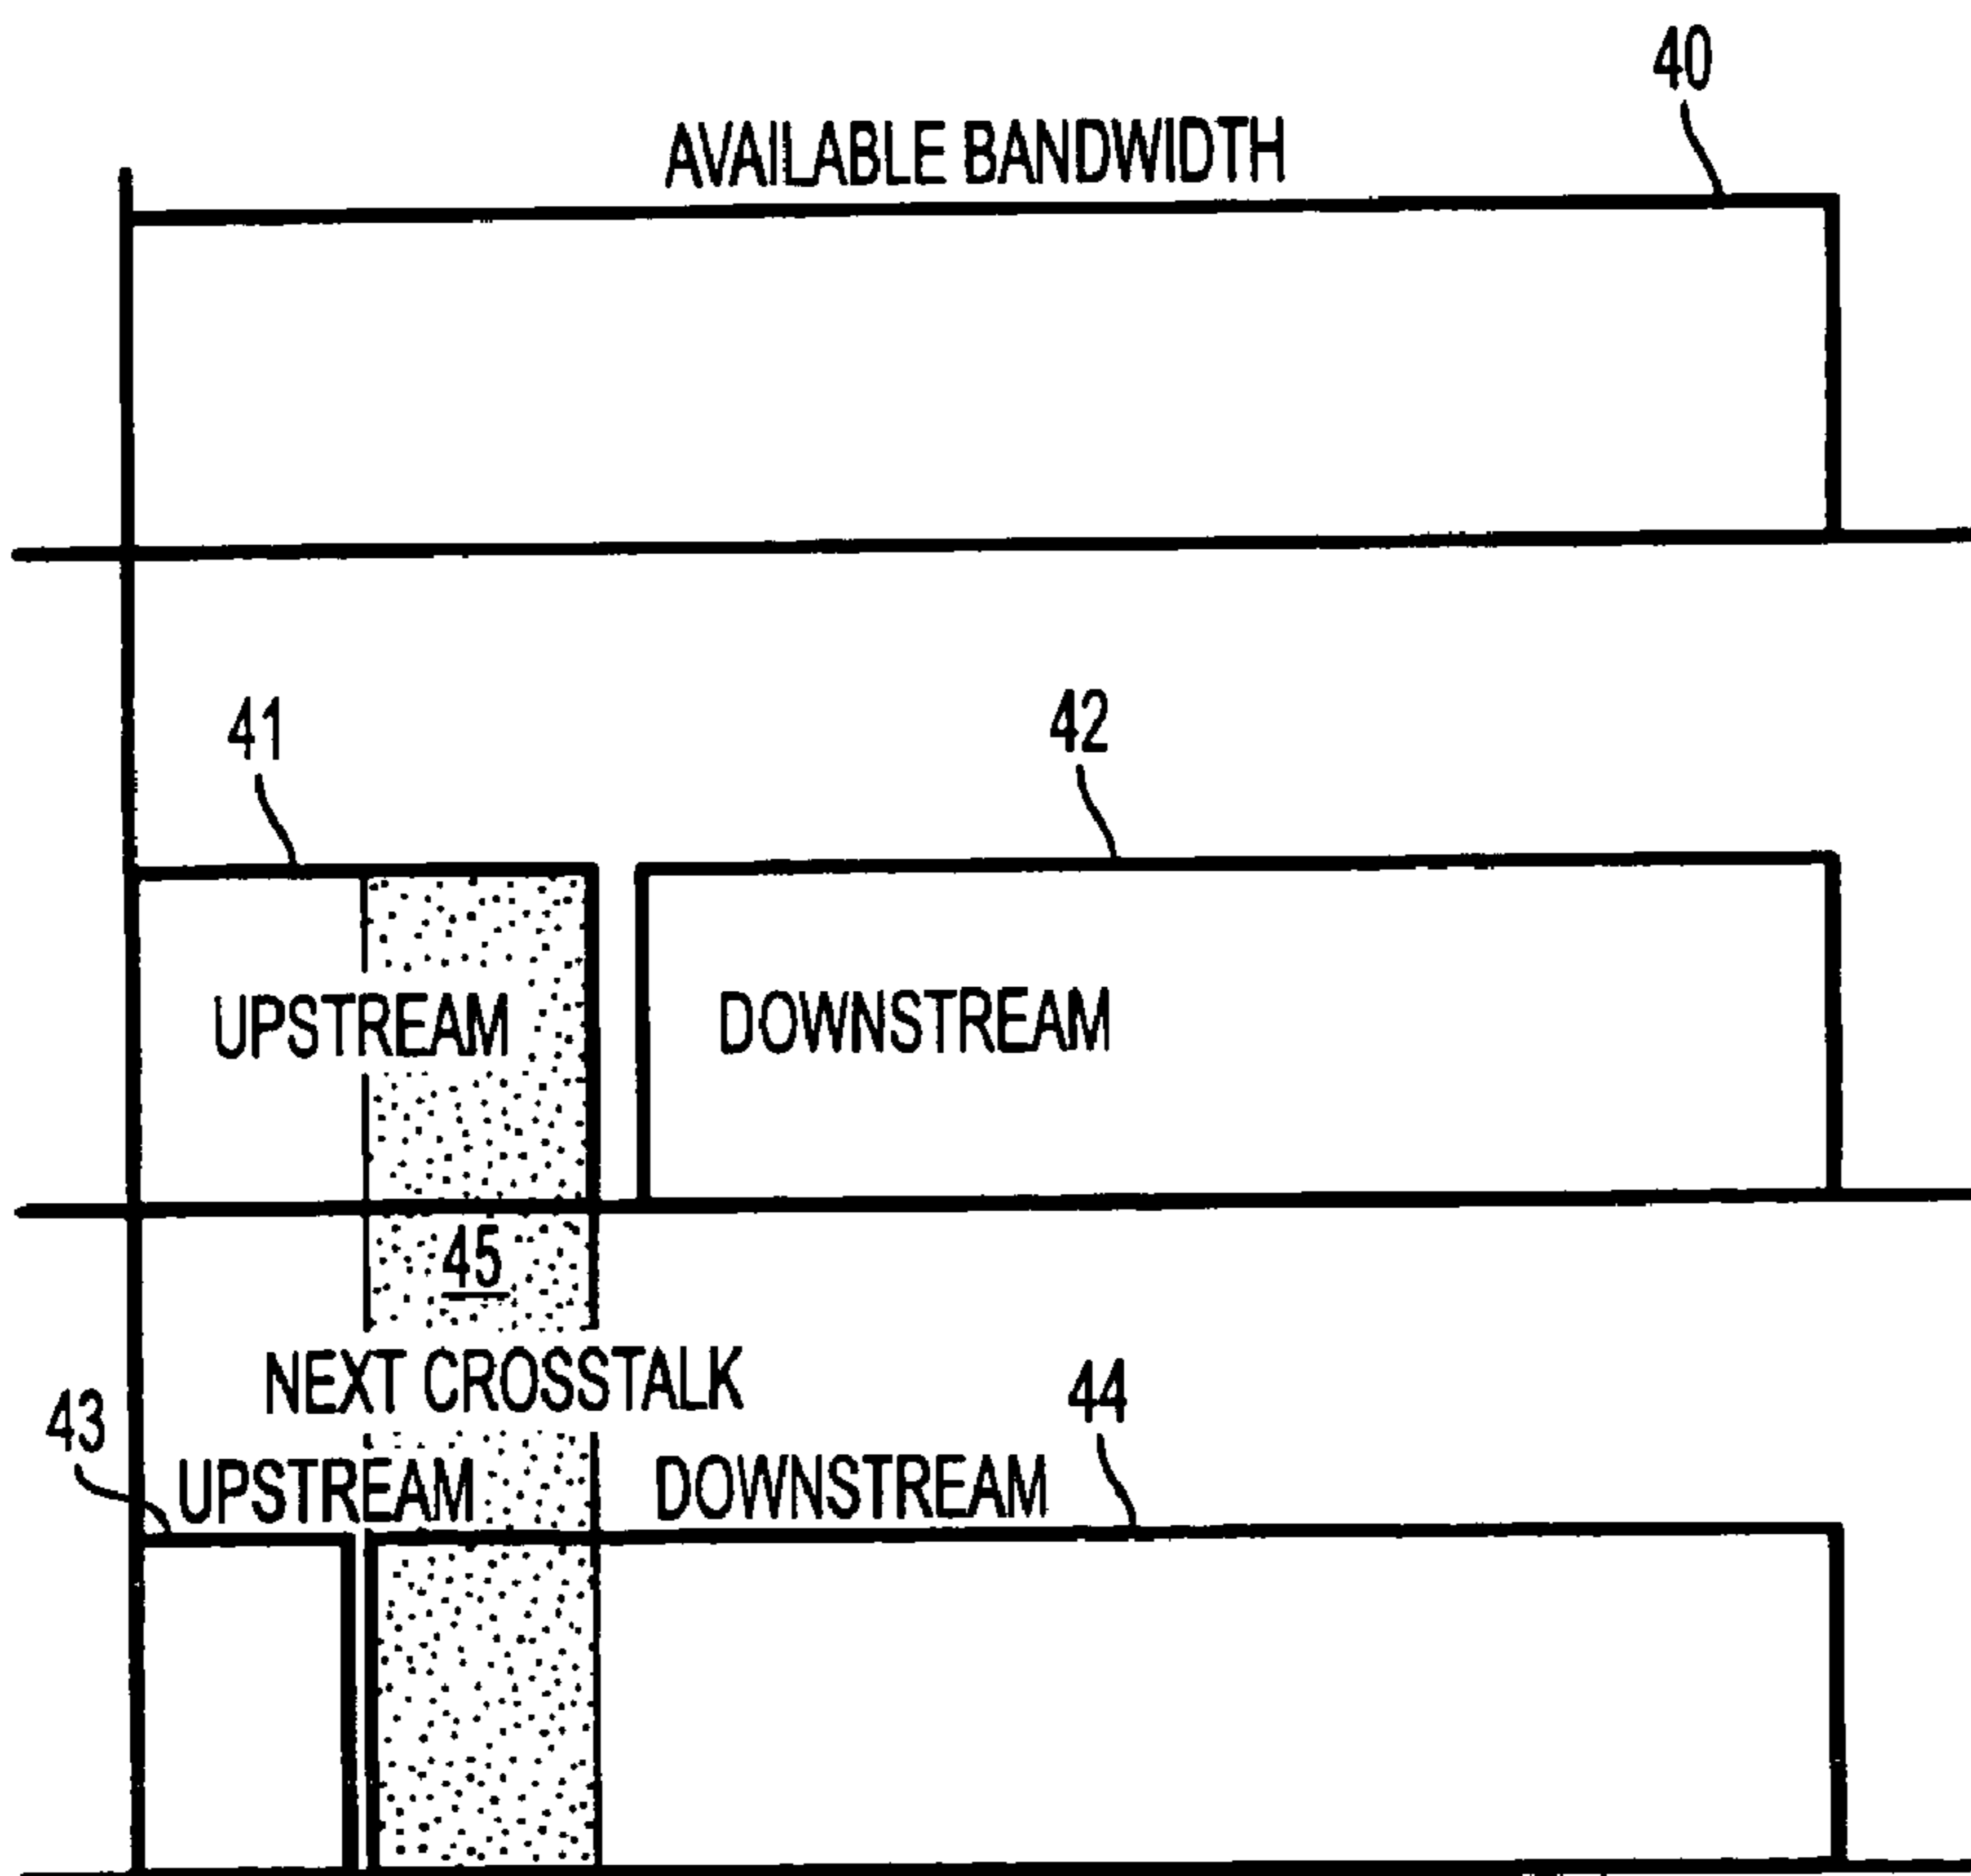 40
AVAILABLE BANDWIDTH
41
42
UPSTREAM
DOWNSTREAM
45
NEXT CROSSTALK
43
44
UPSTREAM
DOWNSTREAM